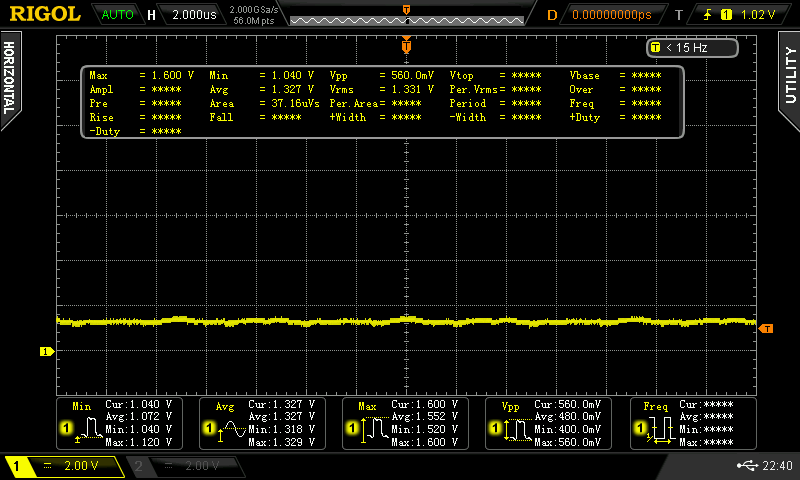 RIGOL AUTO H 2.000us 2.000GSa/s 56.0M pts D 0.00000000ps T 1 1.02 V
T
T < 15 Hz
HORIZONTAL
UTILITY
Max = 1.600 V Min = 1.040 V Vpp = 560.0mV Vtop = ***** Vbase = *****
Ampl = ***** Avg = 1.327 V Vrms = 1.331 V Per.Vrms= ***** Over = *****
Pre = ***** Area = 37.16uVs Per.Area= ***** Period = ***** Freq = *****
Rise = ***** Fall = ***** +Width = ***** -Width = ***** +Duty = *****
-Duty = *****
T
1
Min Cur:1.040 V
Avg:1.072 V
1 Min:1.040 V
Max:1.120 V
Avg Cur:1.327 V
Avg:1.327 V
1 Min:1.318 V
Max:1.329 V
Max Cur:1.600 V
Avg:1.552 V
1 Min:1.520 V
Max:1.600 V
Vpp Cur:560.0mV
Avg:480.0mV
1 Min:400.0mV
Max:560.0mV
Freq Cur:*****
Avg:*****
1 Min:*****
Max:*****
1 2.00 V 2 2.00 V 22:40